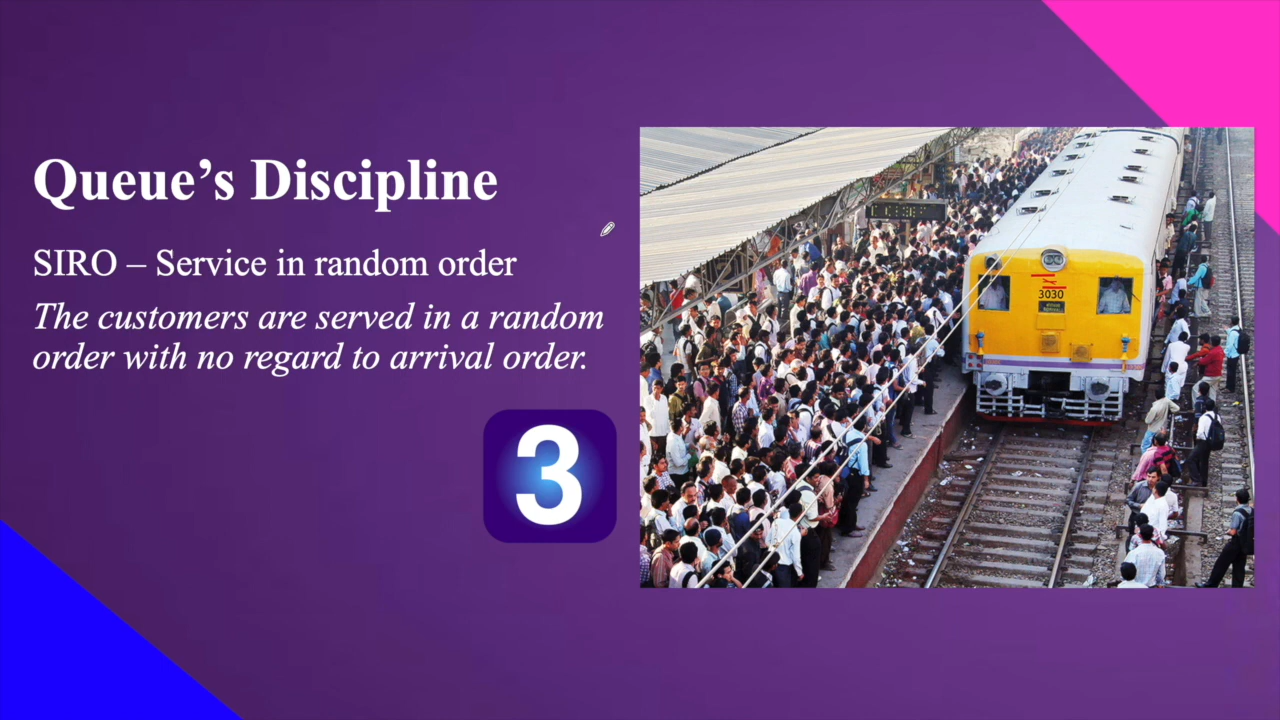 Queue’s Discipline
SIRO – Service in random order
The customers are served in a random
order with no regard to arrival order.
3
3030